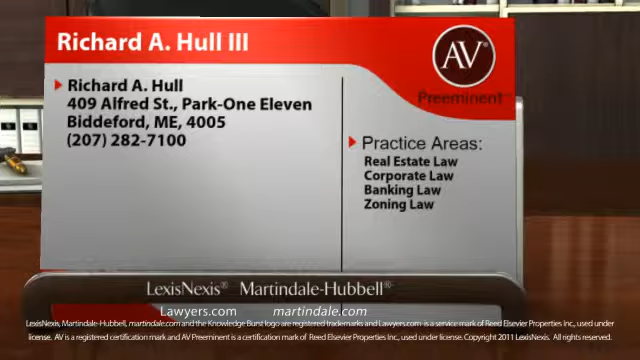 Richard A. Hull III
AV®
Preeminent™
Richard A. Hull
409 Alfred St., Park-One Eleven
Biddeford, ME, 4005
(207) 282-7100
Practice Areas:
Real Estate Law
Corporate Law
Banking Law
Zoning Law
LexisNexis® Martindale-Hubbell®
Lawyers.com martindale.com
LexisNexis, Martindale-Hubbell, martindale.com and the Knowledge Burst logo are registered trademarks and Lawyers.com is a service mark of Reed Elsevier Properties Inc., used under
license. AV is a registered certification mark and AV Preeminent is a certification mark of Reed Elsevier Properties Inc., used under license. Copyright 2011 LexisNexis. All rights reserved.